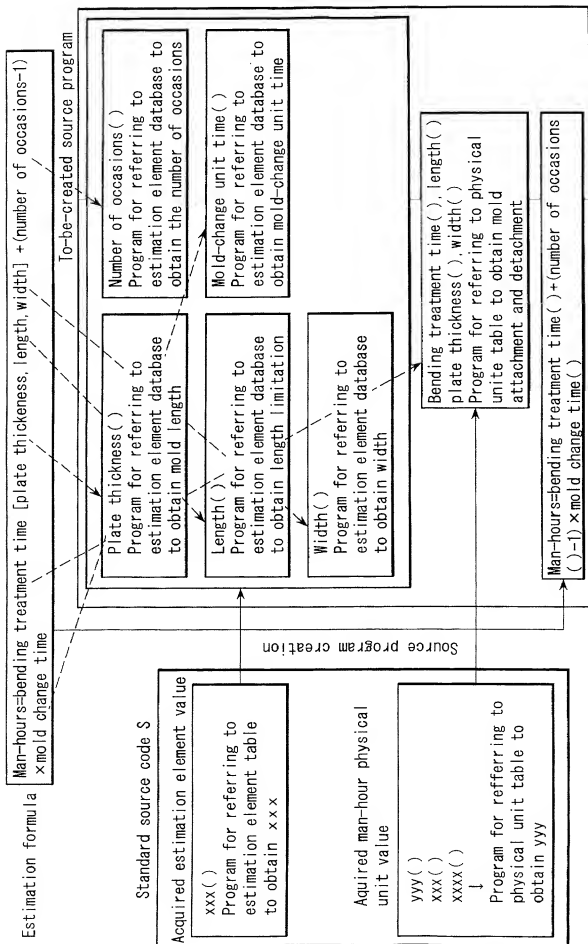 Estimation formula
Man-hours=bending treatment time [plate thickeness, length, width] +(number of occasions-1)
×mold change time
To-be-created source program
Plate thickness()
Program for referring to
estimation element database
to obtain mold length
Number of occasions()
Program for referring to
estimation element database to
obtain the number of occasions
Length()
Program for referring to
estimation element database
to obtain length limitation
Mold-change unit time()
Program for referring to
estimation element database to
obtain mold-change unit time
Width()
Program for referring to
estimation element database
to obtain width
Bending treatment time(), length()
plate thickness(), width()
Program for referring to physical
unite table to obtain mold
attachment and detachment
Man-hours=bending treatment time()+(number of occasions
()-1)×mold change time()
Source program creation
Standard source code S
Acquired estimation element value
xxx()
Program for referring to
estimation element table
to obtain xxx
Aquired man-hour physical
unit value
yyy()
xxx()
xxxx()
↓
Program for refferring to
physical unit table to
obtain yyy